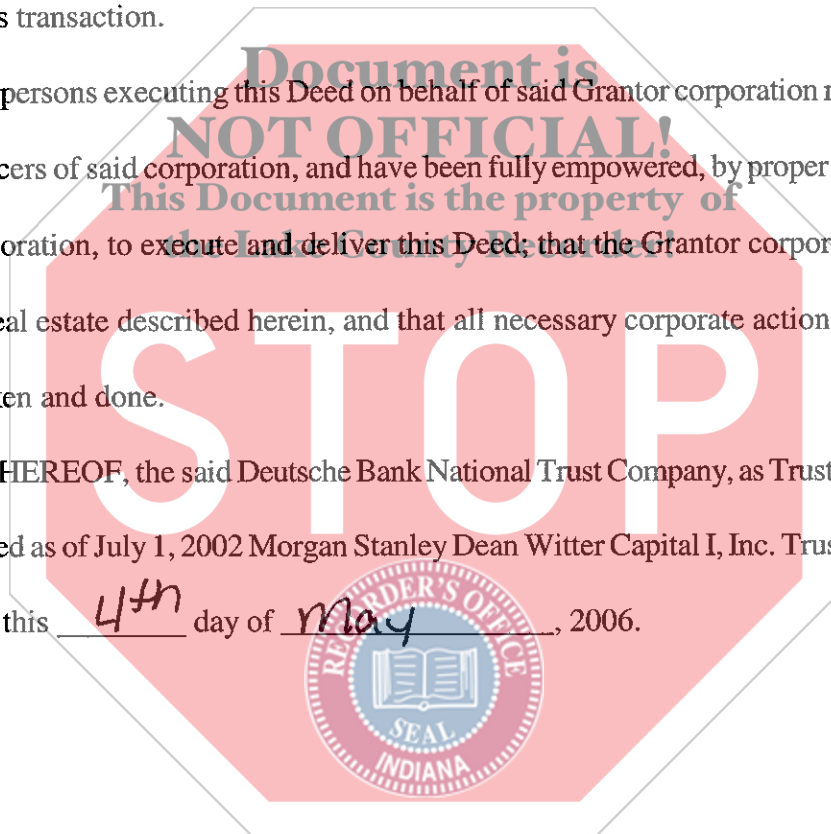 s transaction.
Document is
persons executing this Deed on behalf of said Grantor corporation
NOT OFFICIAL!
cers of said corporation, and have been fully empowered, by proper
This Document is the property of
oration, to execute and deliver this Deed; that the Grantor corpor
the Lake County Recorder!
eal estate described herein, and that all necessary corporate action
en and done.
STOP
HEREOF, the said Deutsche Bank National Trust Company, as Trust
ed as of July 1, 2002 Morgan Stanley Dean Witter Capital I, Inc. Trus
this 4th day of May, 2006.
RECORDER'S OFFICE
SEAL
INDIANA